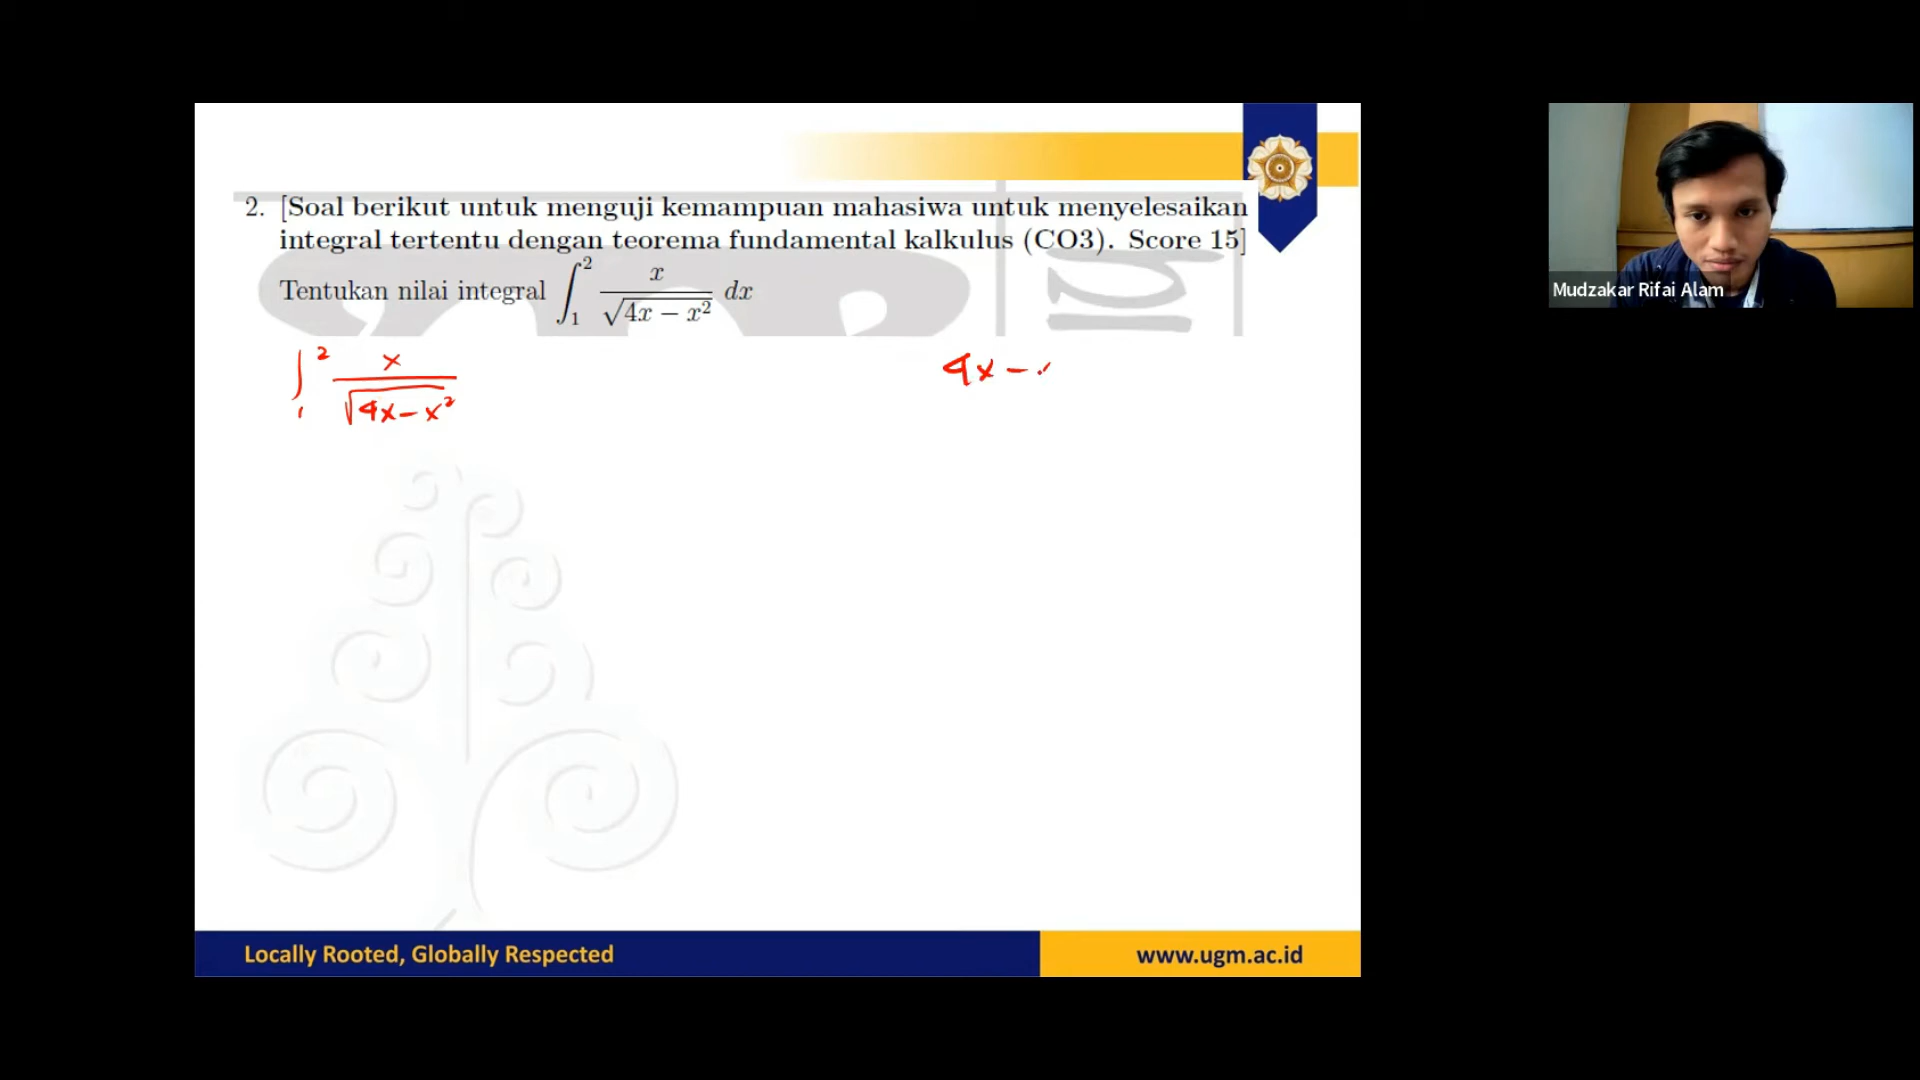 2. [Soal berikut untuk menguji kemampuan mahasiwa untuk menyelesaikan
integral tertentu dengan teorema fundamental kalkulus (CO3). Score 15]
Tentukan nilai integral ∫₁² x/√(4x − x²) dx
∫₁² x/√(4x − x²)
4x −
Mudzakar Rifai Alam
Locally Rooted, Globally Respected
www.ugm.ac.id